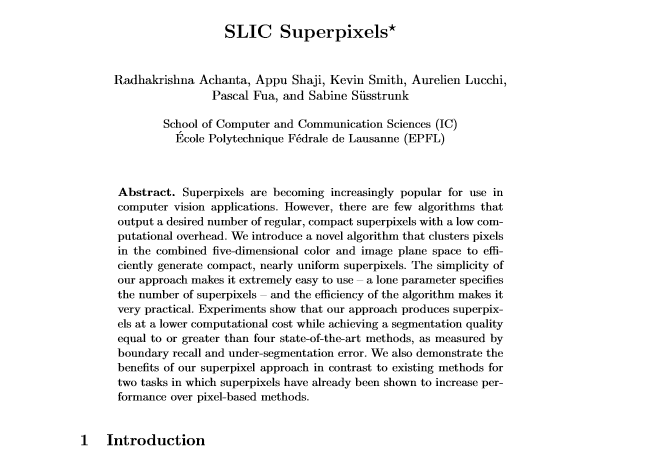 SLIC Superpixels*
Radhakrishna Achanta, Appu Shaji, Kevin Smith, Aurelien Lucchi,
Pascal Fua, and Sabine Süsstrunk
School of Computer and Communication Sciences (IC)
École Polytechnique Fédrale de Lausanne (EPFL)
Abstract. Superpixels are becoming increasingly popular for use in
computer vision applications. However, there are few algorithms that
output a desired number of regular, compact superpixels with a low com-
putational overhead. We introduce a novel algorithm that clusters pixels
in the combined five-dimensional color and image plane space to effi-
ciently generate compact, nearly uniform superpixels. The simplicity of
our approach makes it extremely easy to use – a lone parameter specifies
the number of superpixels – and the efficiency of the algorithm makes it
very practical. Experiments show that our approach produces superpix-
els at a lower computational cost while achieving a segmentation quality
equal to or greater than four state-of-the-art methods, as measured by
boundary recall and under-segmentation error. We also demonstrate the
benefits of our superpixel approach in contrast to existing methods for
two tasks in which superpixels have already been shown to increase per-
formance over pixel-based methods.
1 Introduction